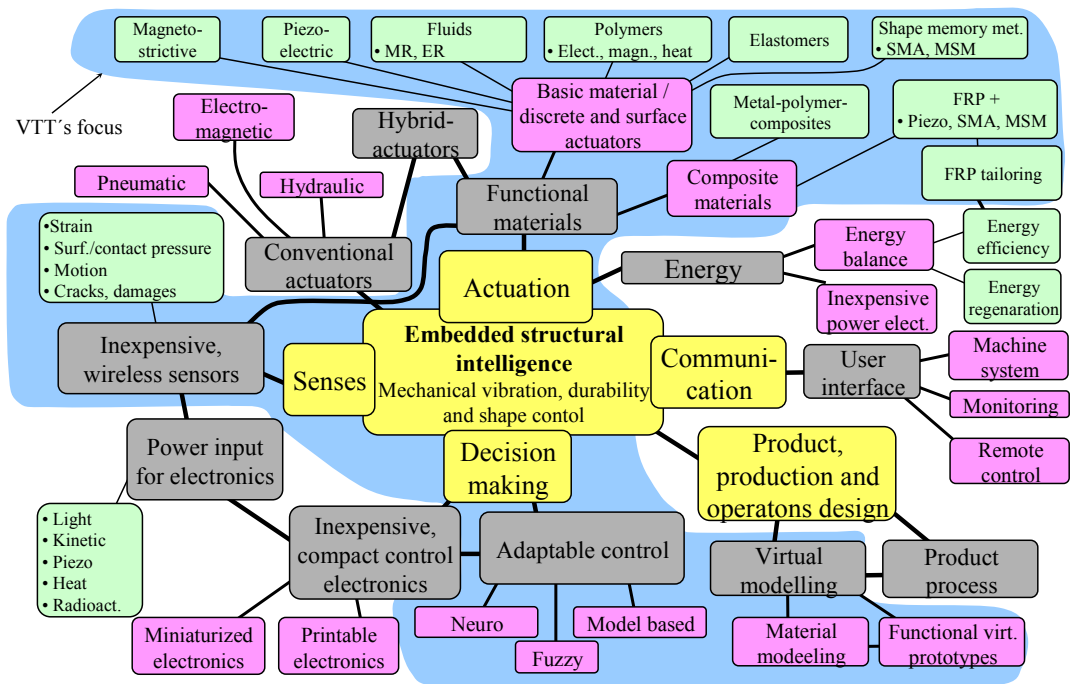 Magneto-
strictive
Piezo-
electric
Fluids
• MR, ER
Polymers
• Elect., magn., heat
Elastomers
Shape memory met.
• SMA, MSM
VTT´s focus
Electro-
magnetic
Hybrid-
actuators
Basic material /
discrete and surface
actuators
Metal-polymer-
composites
FRP +
• Piezo, SMA, MSM
Pneumatic
Hydraulic
Functional
materials
Composite
materials
FRP tailoring
•Strain
• Surf./contact pressure
• Motion
• Cracks, damages
Conventional
actuators
Actuation
Energy
Energy
balance
Energy
efficiency
Inexpensive
power elect.
Energy
regenaration
Inexpensive,
wireless sensors
Senses
Embedded structural
intelligence
Mechanical vibration, durability
and shape contol
Communi-
cation
User
interface
Machine
system
Monitoring
Remote
control
Power input
for electronics
Decision
making
Product,
production and
operatons design
• Light
• Kinetic
• Piezo
• Heat
• Radioact.
Inexpensive,
compact control
electronics
Adaptable control
Virtual
modelling
Product
process
Miniaturized
electronics
Printable
electronics
Neuro
Fuzzy
Model based
Material
modeeling
Functional virt.
prototypes